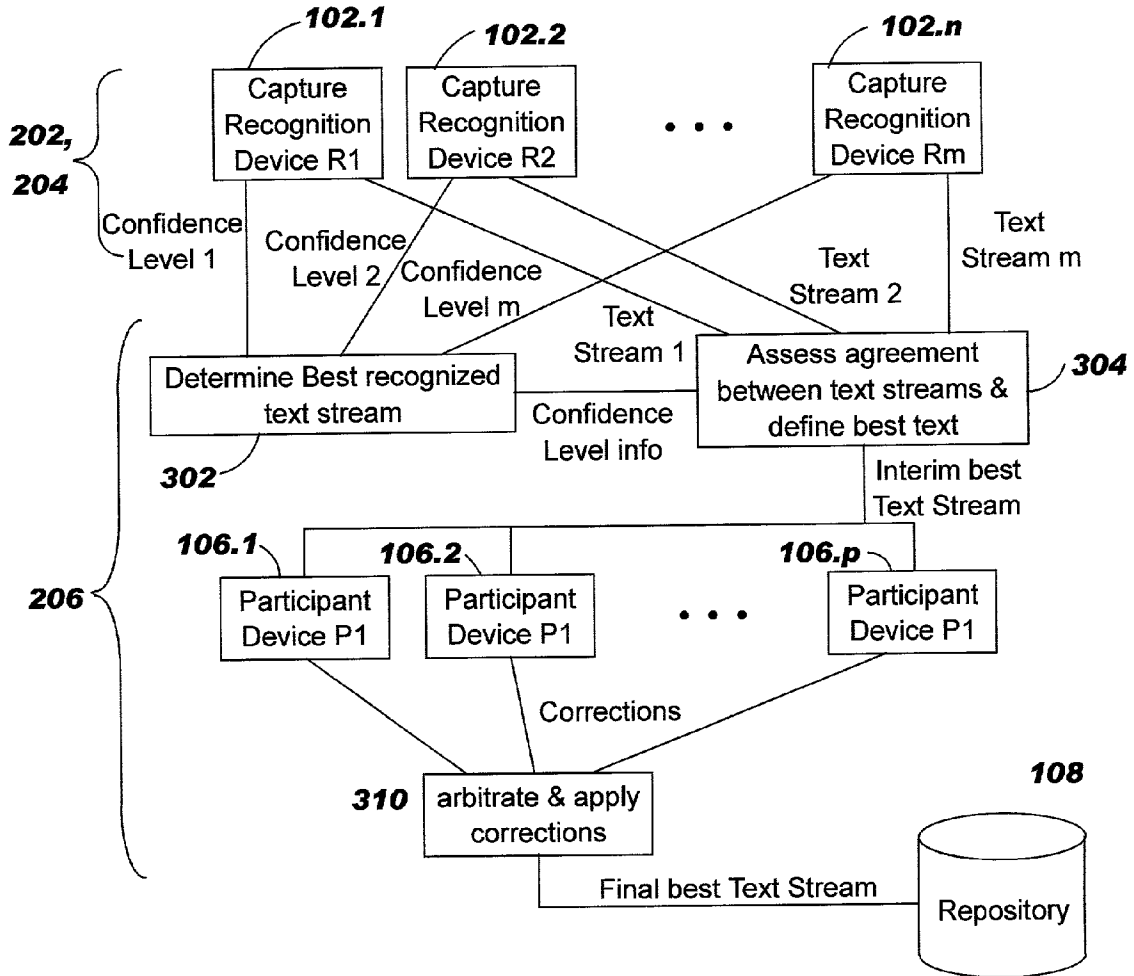 102.1
102.2
102.n
Capture
Recognition
Device R1
Capture
Recognition
Device R2
• • •
Capture
Recognition
Device Rm
202,
204
Confidence
Level 1
Confidence
Level 2
Confidence
Level m
Text
Stream 1
Text
Stream 2
Text
Stream m
Determine Best recognized
text stream
302
Confidence
Level info
Assess agreement
between text streams &
define best text
304
Interim best
Text Stream
206
106.1
106.2
106.p
Participant
Device P1
Participant
Device P1
• • •
Participant
Device P1
Corrections
310
arbitrate & apply
corrections
Final best Text Stream
108
Repository